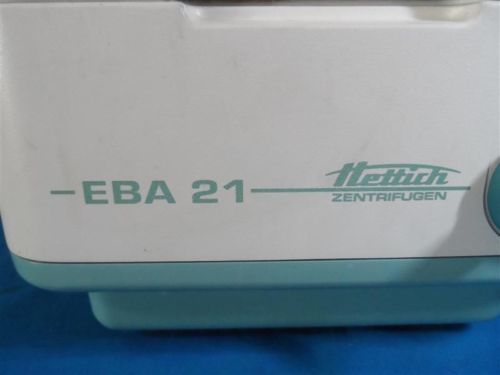 EBA 21
Hettich
ZENTRIFUGEN